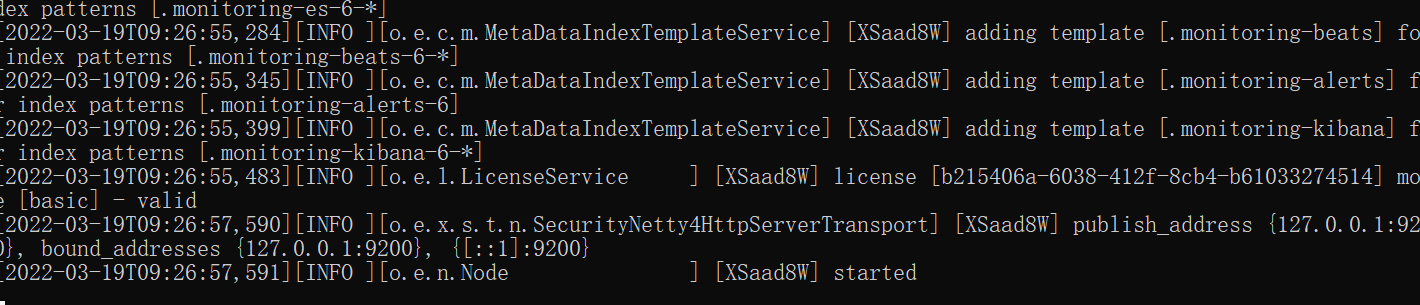 dex patterns [.monitoring-es-6-*]
[2022-03-19T09:26:55,284][INFO ][o.e.c.m.MetaDataIndexTemplateService] [XSaad8W] adding template [.monitoring-beats] fo
 index patterns [.monitoring-beats-6-*]
[2022-03-19T09:26:55,345][INFO ][o.e.c.m.MetaDataIndexTemplateService] [XSaad8W] adding template [.monitoring-alerts] f
r index patterns [.monitoring-alerts-6]
[2022-03-19T09:26:55,399][INFO ][o.e.c.m.MetaDataIndexTemplateService] [XSaad8W] adding template [.monitoring-kibana] f
r index patterns [.monitoring-kibana-6-*]
[2022-03-19T09:26:55,483][INFO ][o.e.l.LicenseService     ] [XSaad8W] license [b215406a-6038-412f-8cb4-b61033274514] mo
e [basic] - valid
[2022-03-19T09:26:57,590][INFO ][o.e.x.s.t.n.SecurityNetty4HttpServerTransport] [XSaad8W] publish_address {127.0.0.1:92
0}, bound_addresses {127.0.0.1:9200}, {[::1]:9200}
[2022-03-19T09:26:57,591][INFO ][o.e.n.Node               ] [XSaad8W] started